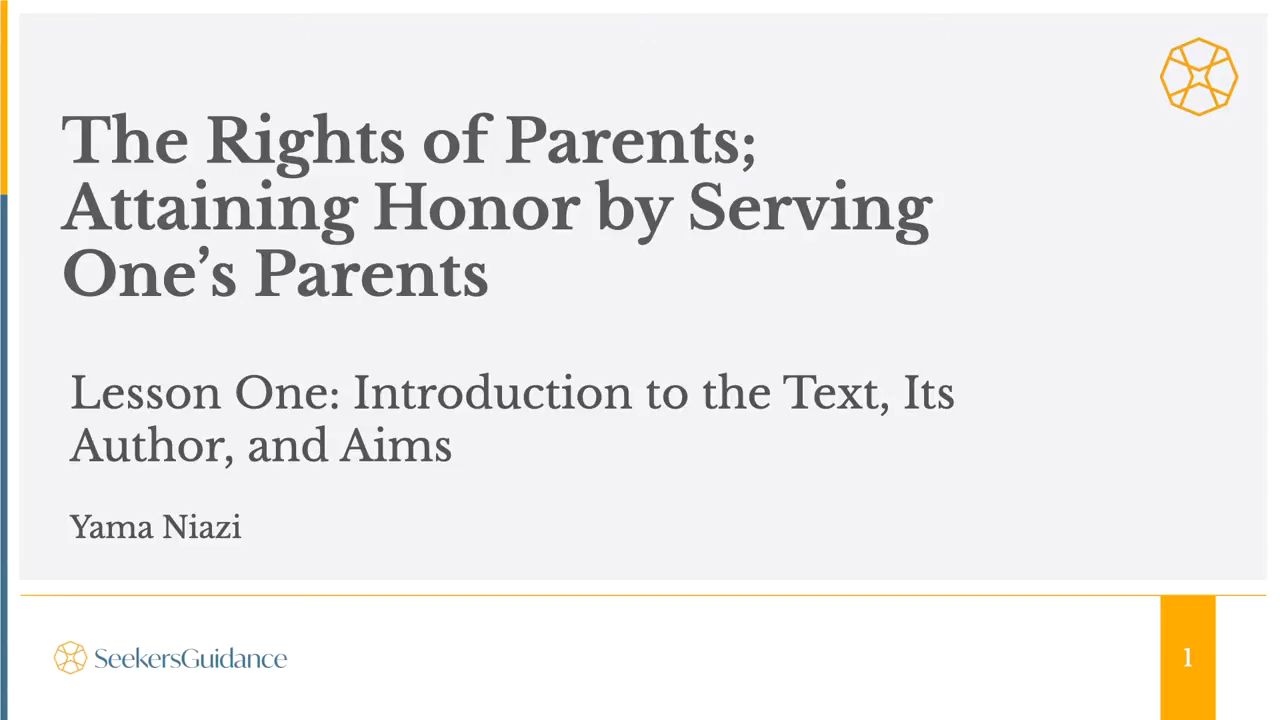 The Rights of Parents;
Attaining Honor by Serving
One’s Parents
Lesson One: Introduction to the Text, Its
Author, and Aims
Yama Niazi
SeekersGuidance
1